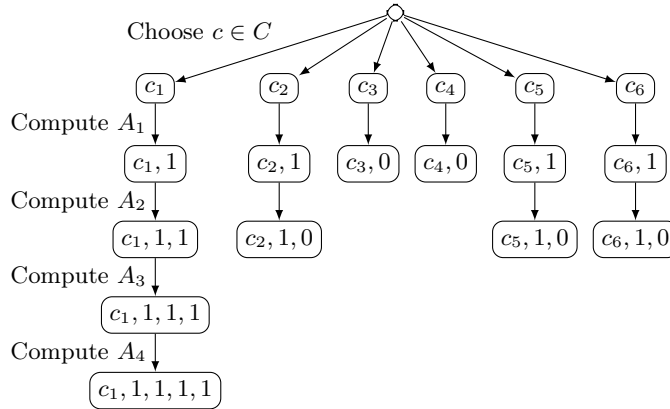 Choose c ∈ C
c₁ c₂ c₃ c₄ c₅ c₆
Compute A₁
c₁, 1 c₂, 1 c₃, 0 c₄, 0 c₅, 1 c₆, 1
Compute A₂
c₁, 1, 1 c₂, 1, 0 c₅, 1, 0 c₆, 1, 0
Compute A₃
c₁, 1, 1, 1
Compute A₄
c₁, 1, 1, 1, 1